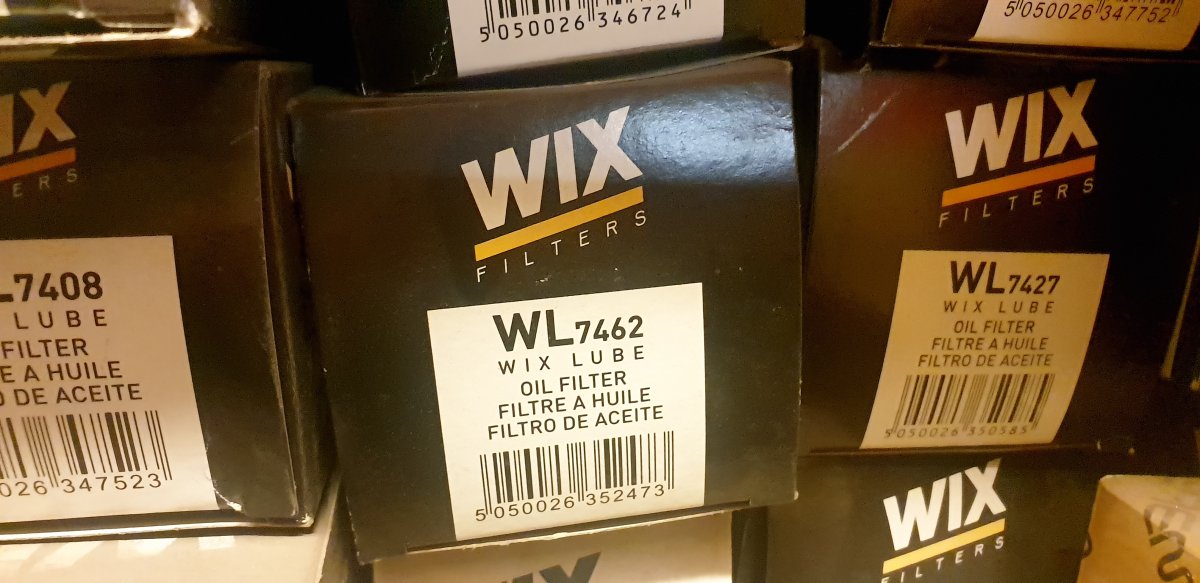 5 050026 346724
5 050026 347752
WIX
FILTERS
WL7462
WIX LUBE
OIL FILTER
FILTRE A HUILE
FILTRO DE ACEITE
5 050026 352473
IX
ERS
L7408
LUBE
FILTER
E A HUILE
O DE ACEITE
026 347523
WIX
FILTERS
WL7427
WIX LUBE
OIL FILTER
FILTRE A HUILE
FILTRO DE ACEITE
5 050026 350585
WIX
FILTERS
WIX